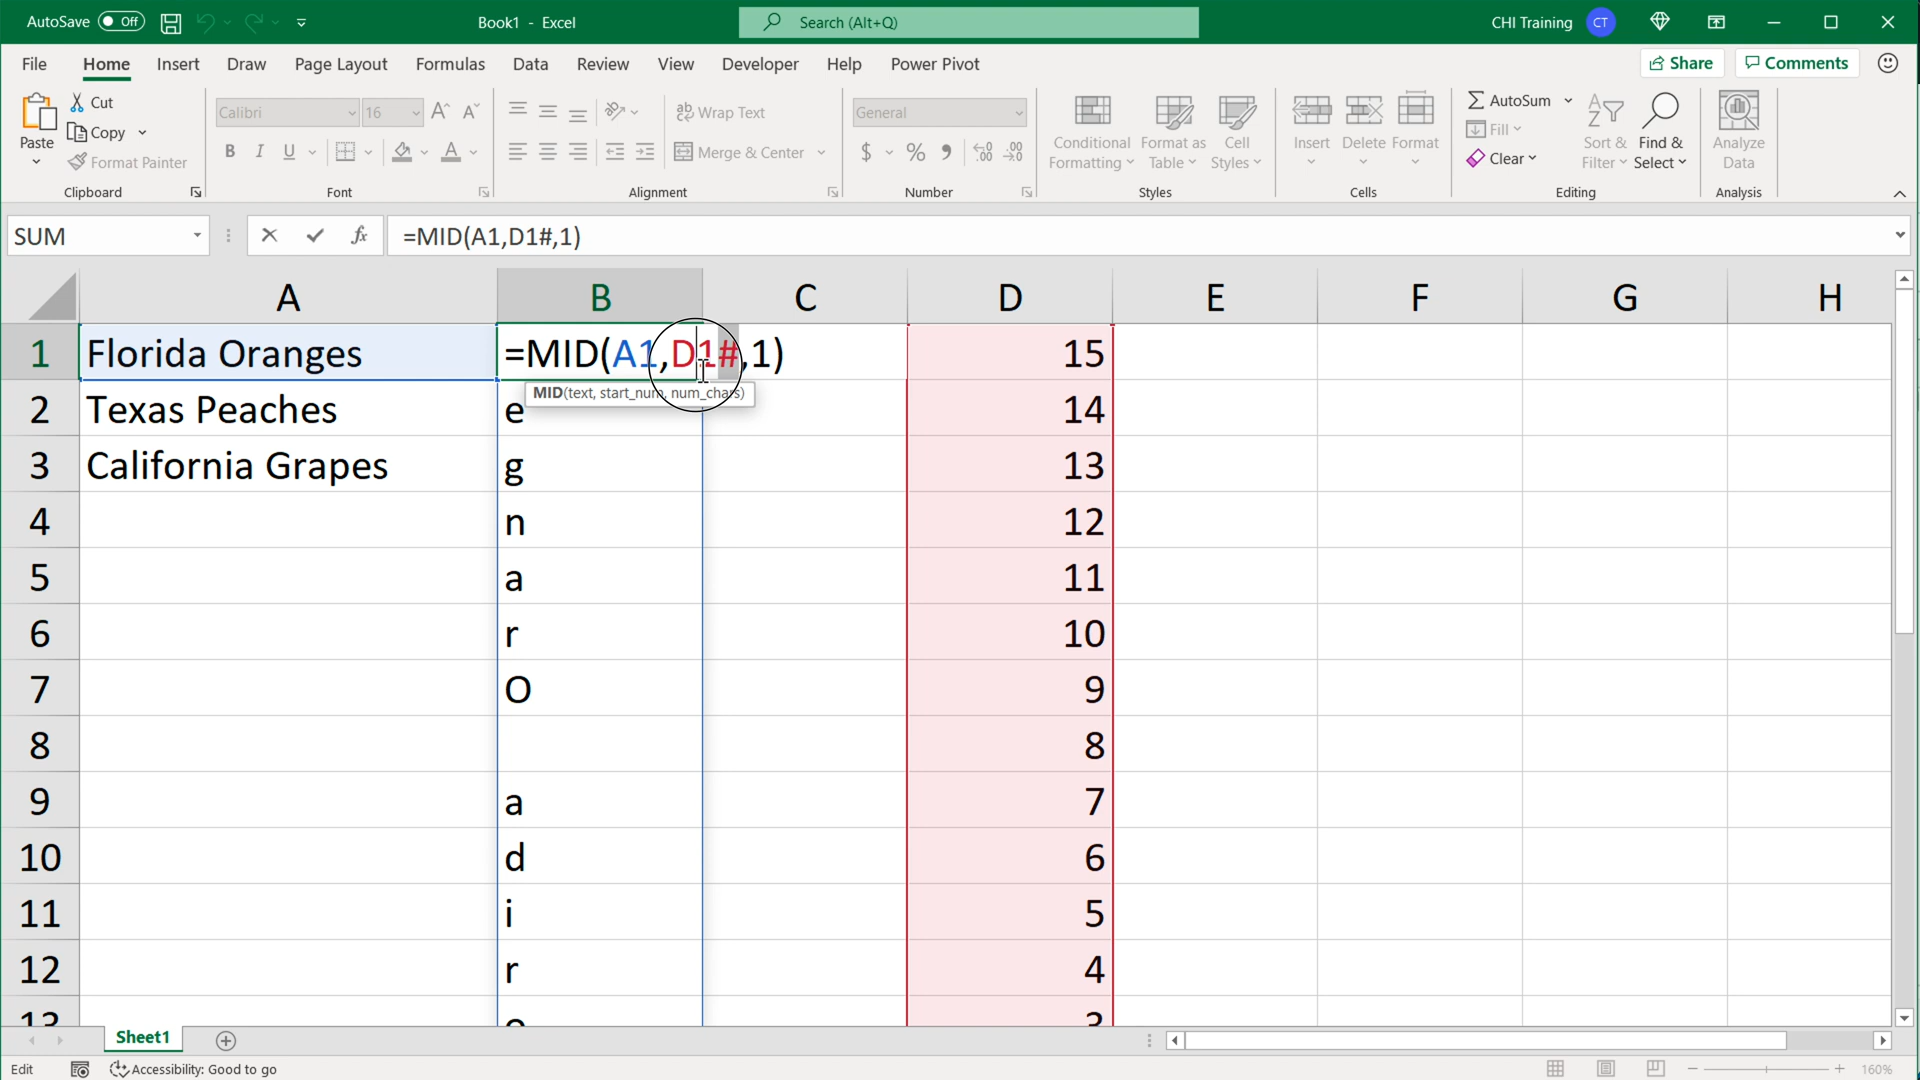 AutoSave Off Book1 - Excel Search (Alt+Q) CHI Training CT
File Home Insert Draw Page Layout Formulas Data Review View Developer Help Power Pivot Share Comments
Paste Cut Copy Format Painter Clipboard
Calibri 16 B I U A Font
ab Wrap Text Merge & Center Alignment
General $ % Number
Conditional Formatting Format as Table Cell Styles Styles
Insert Delete Format Cells
AutoSum Fill Clear Sort & Filter Find & Select Editing
Analyze Data Analysis
SUM fx =MID(A1,D1#,1)
A B C D E F G H
1 Florida Oranges =MID(A1,D1#,1) 15
MID(text, start_num, num_chars)
2 Texas Peaches e 14
3 California Grapes g 13
4 n 12
5 a 11
6 r 10
7 O 9
8 8
9 a 7
10 d 6
11 i 5
12 r 4
13 o 3
Sheet1
Edit Accessibility: Good to go 160%